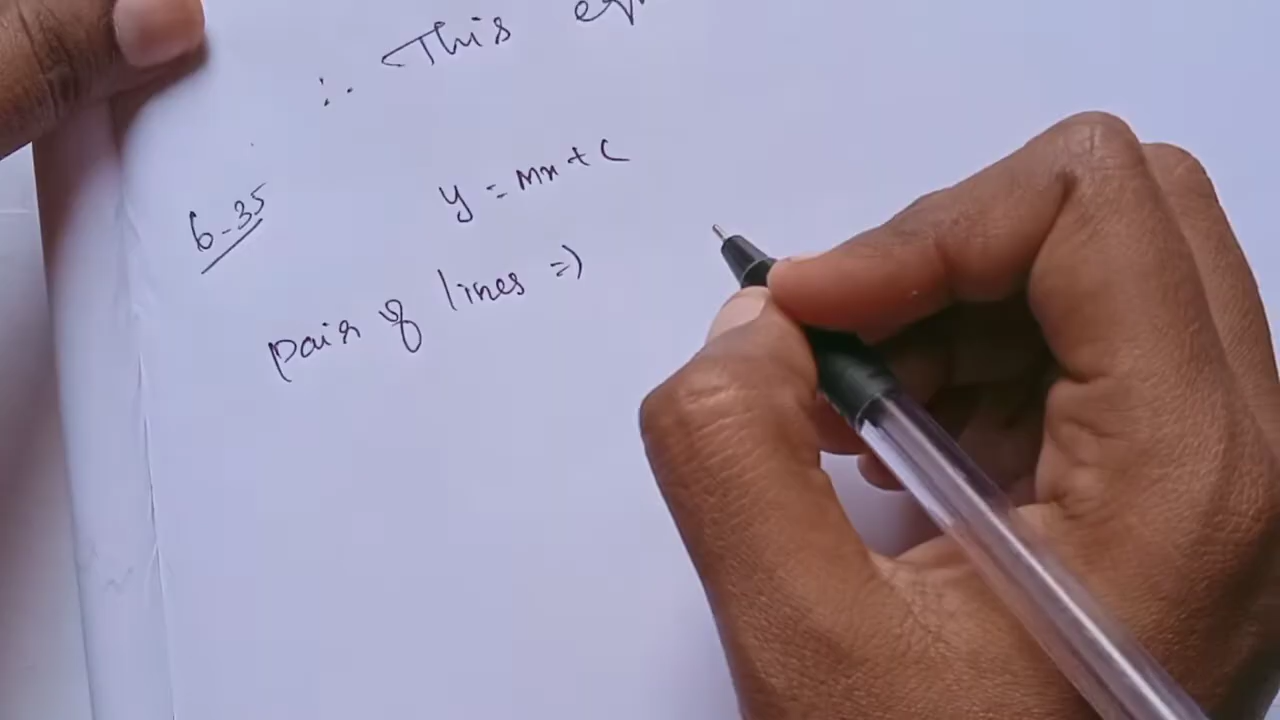 ∴ This
6-35 y = mx + c
pair of lines =)